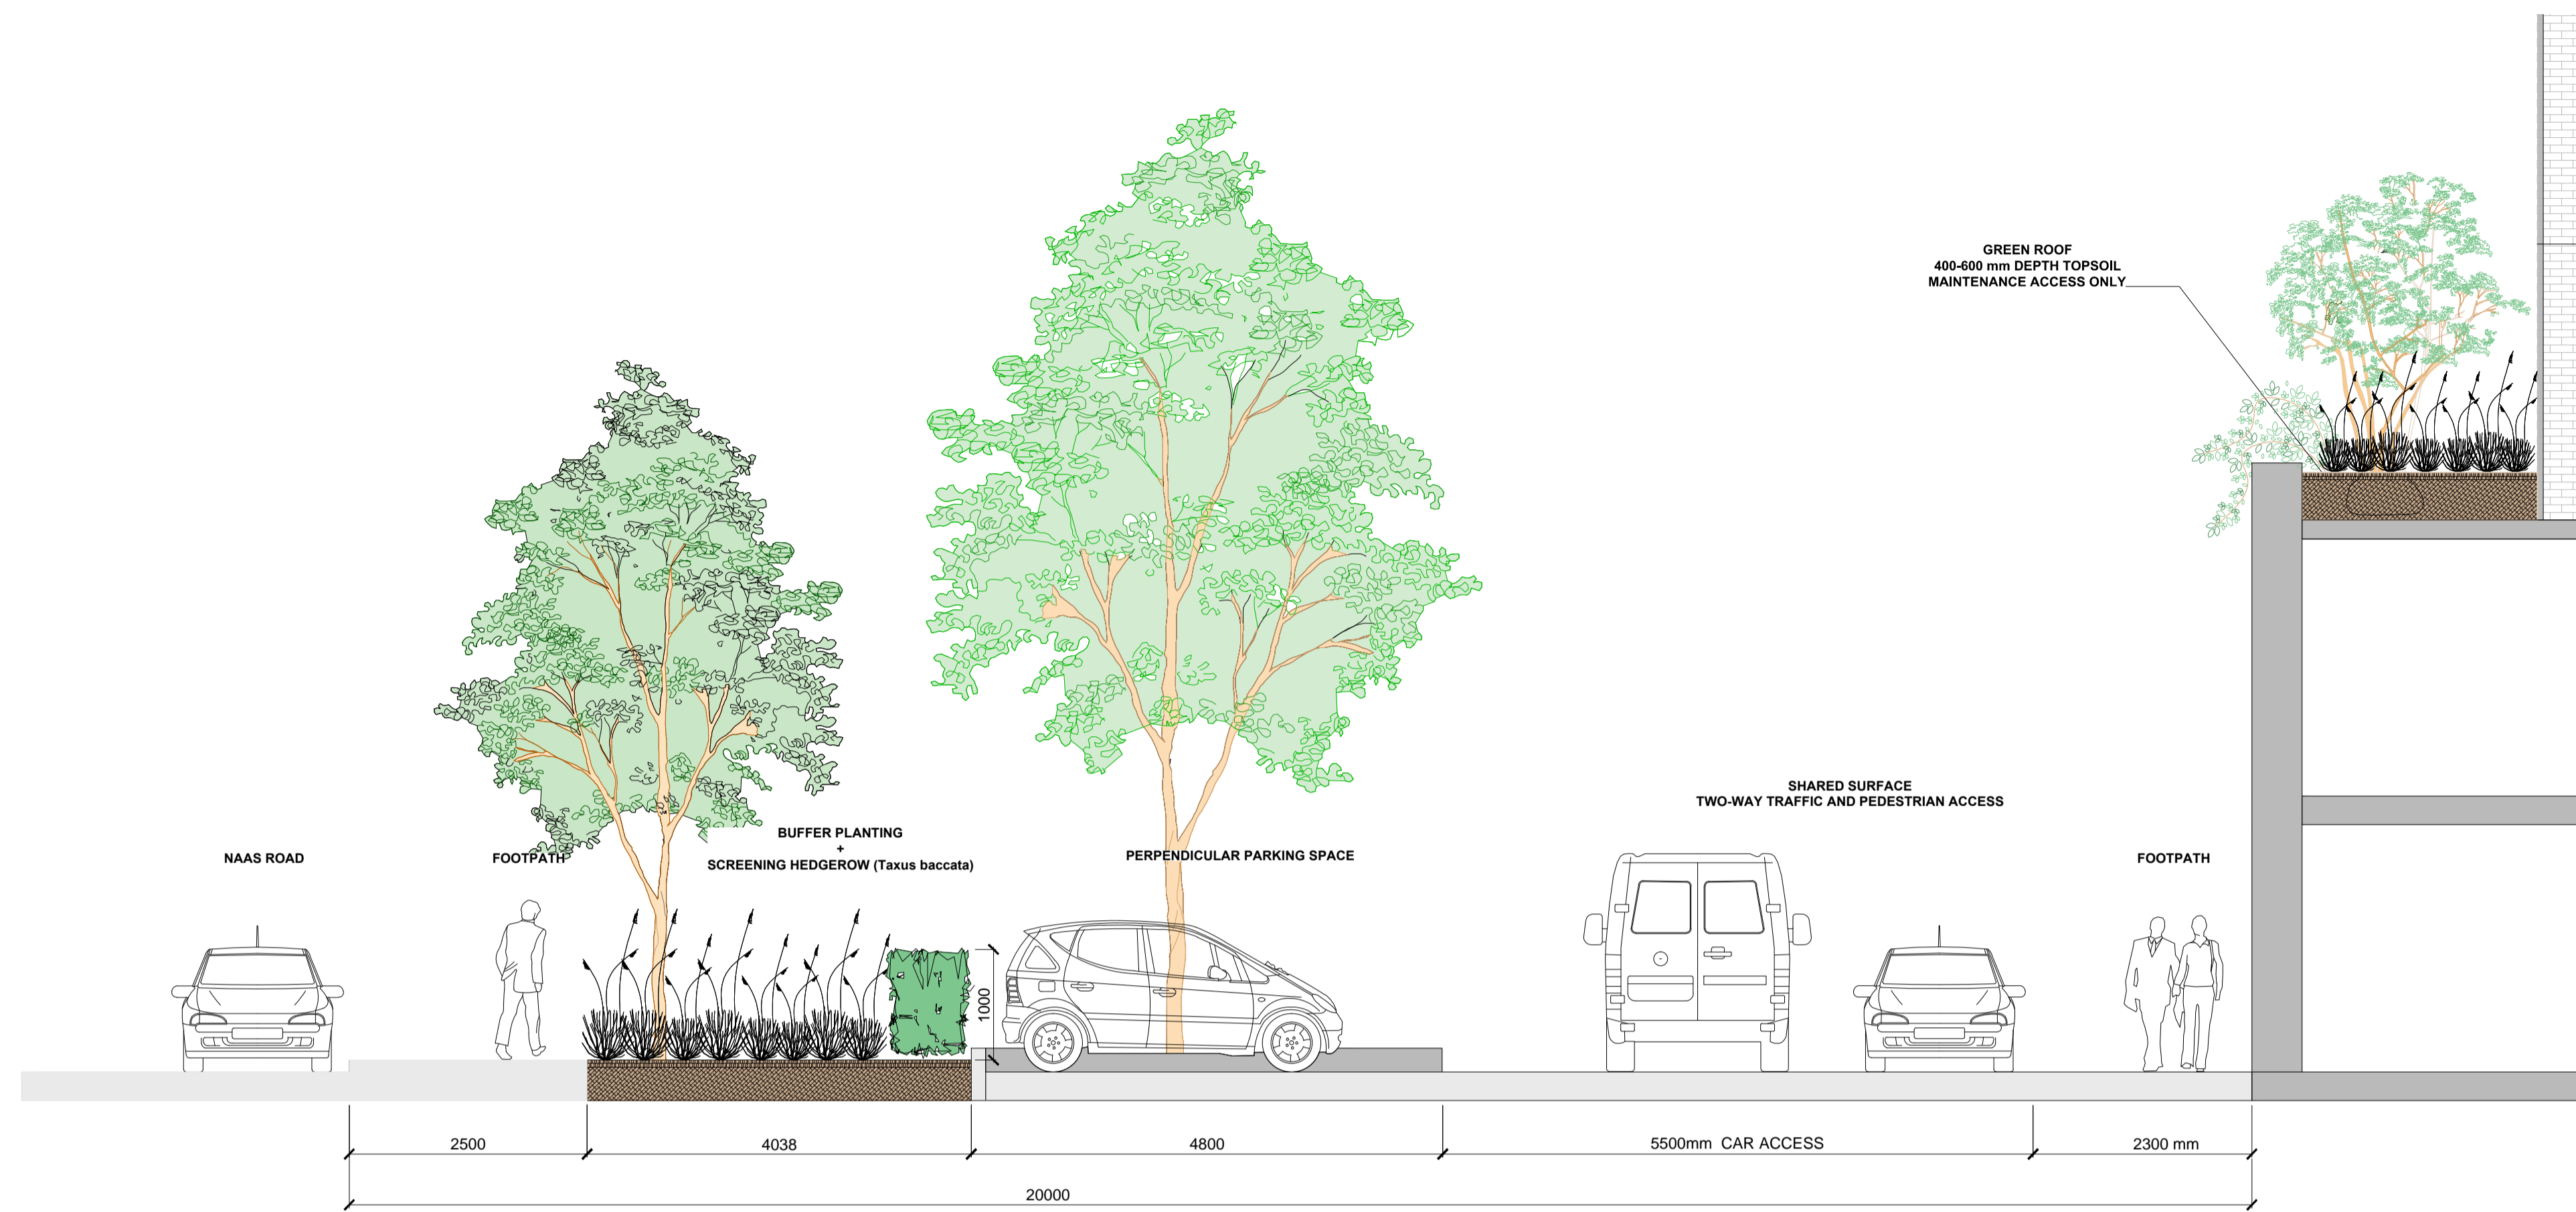 GREEN ROOF
400-600 mm DEPTH TOPSOIL
MAINTENANCE ACCESS ONLY
SHARED SURFACE
TWO-WAY TRAFFIC AND PEDESTRIAN ACCESS
NAAS ROAD
FOOTPATH
BUFFER PLANTING
+
SCREENING HEDGEROW (Taxus baccata)
PERPENDICULAR PARKING SPACE
FOOTPATH
1000
2500
4038
4800
5500mm CAR ACCESS
2300 mm
20000